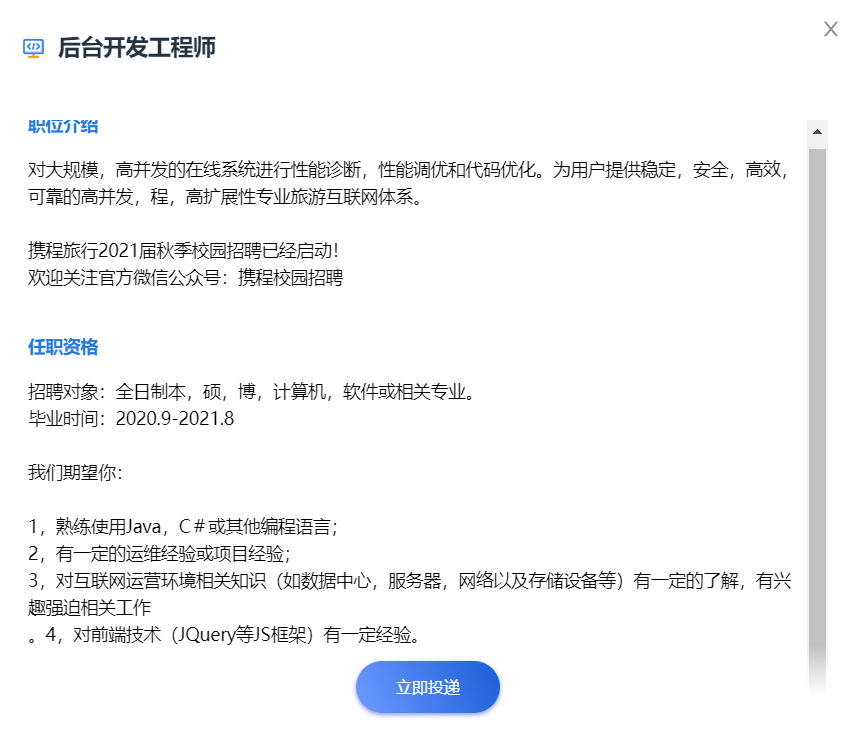 后台开发工程师
职位介绍
对大规模，高并发的在线系统进行性能诊断，性能调优和代码优化。为用户提供稳定，安全，高效，
可靠的高并发，程，高扩展性专业旅游互联网体系。
携程旅行2021届秋季校园招聘已经启动！
欢迎关注官方微信公众号：携程校园招聘
任职资格
招聘对象：全日制本，硕，博，计算机，软件或相关专业。
毕业时间：2020.9-2021.8
我们期望你：
1，熟练使用Java，C＃或其他编程语言；
2，有一定的运维经验或项目经验；
3，对互联网运营环境相关知识（如数据中心，服务器，网络以及存储设备等）有一定的了解，有兴
趣强迫相关工作
。4，对前端技术（JQuery等JS框架）有一定经验。
立即投递